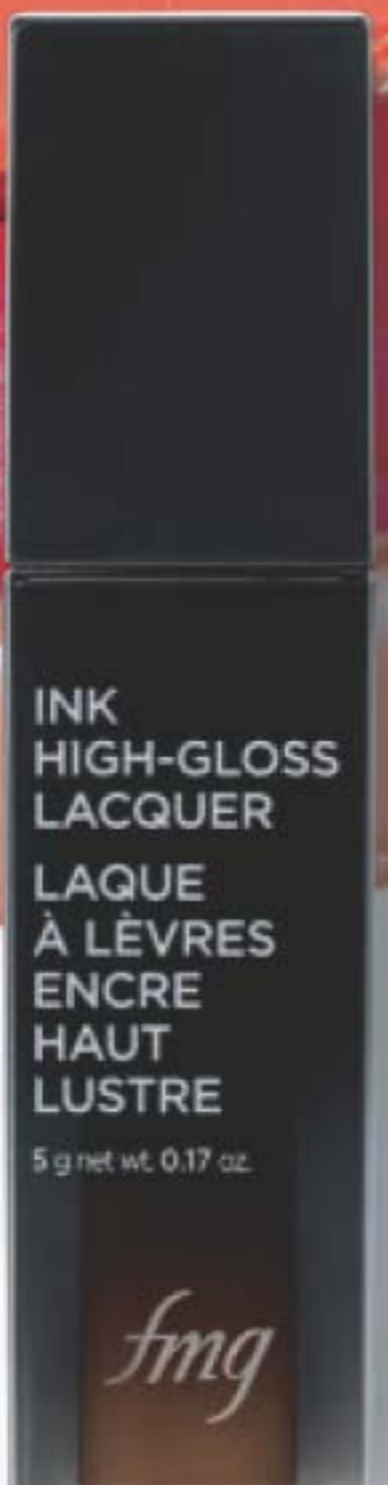 INK
HIGH-GLOSS
LACQUER
LAQUE
À LÈVRES
ENCRE
HAUT
LUSTRE
5 g net wt. 0.17 oz.
fmg